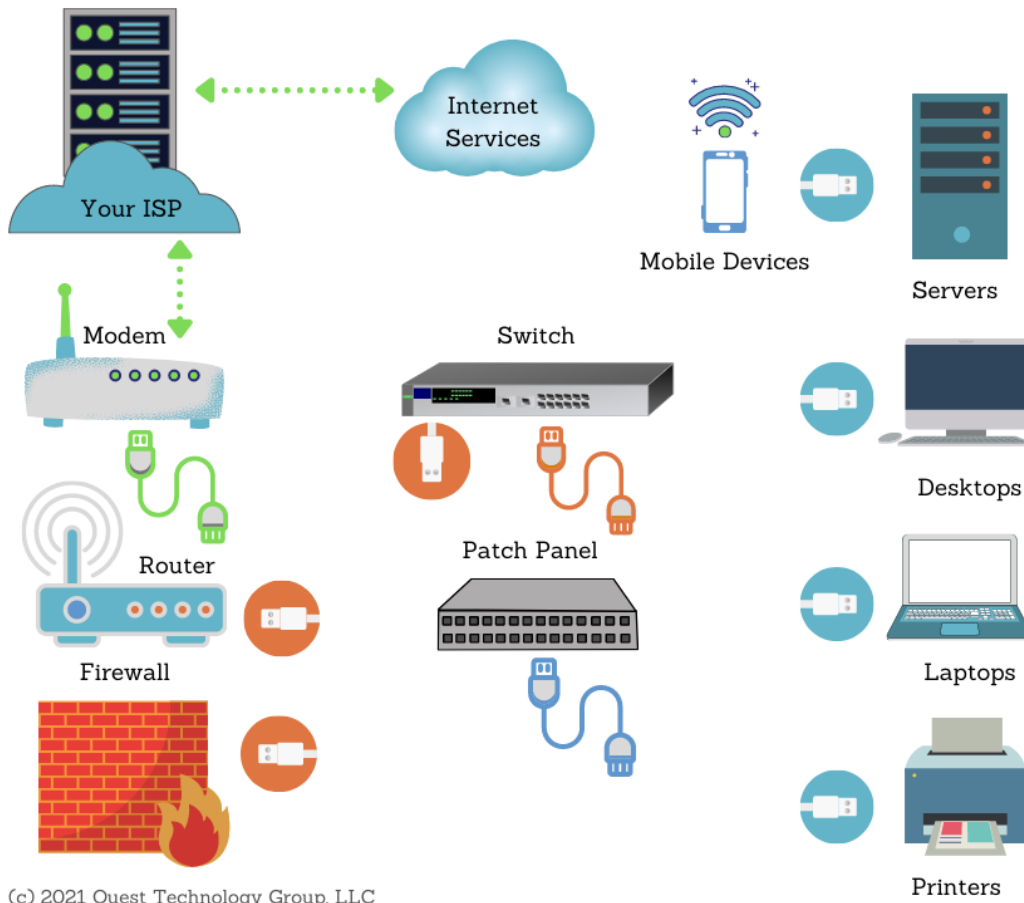 Internet
Services
Your ISP
Mobile Devices
Servers
Modem
Switch
Desktops
Patch Panel
Router
Firewall
Laptops
Printers
(c) 2021 Quest Technology Group, LLC